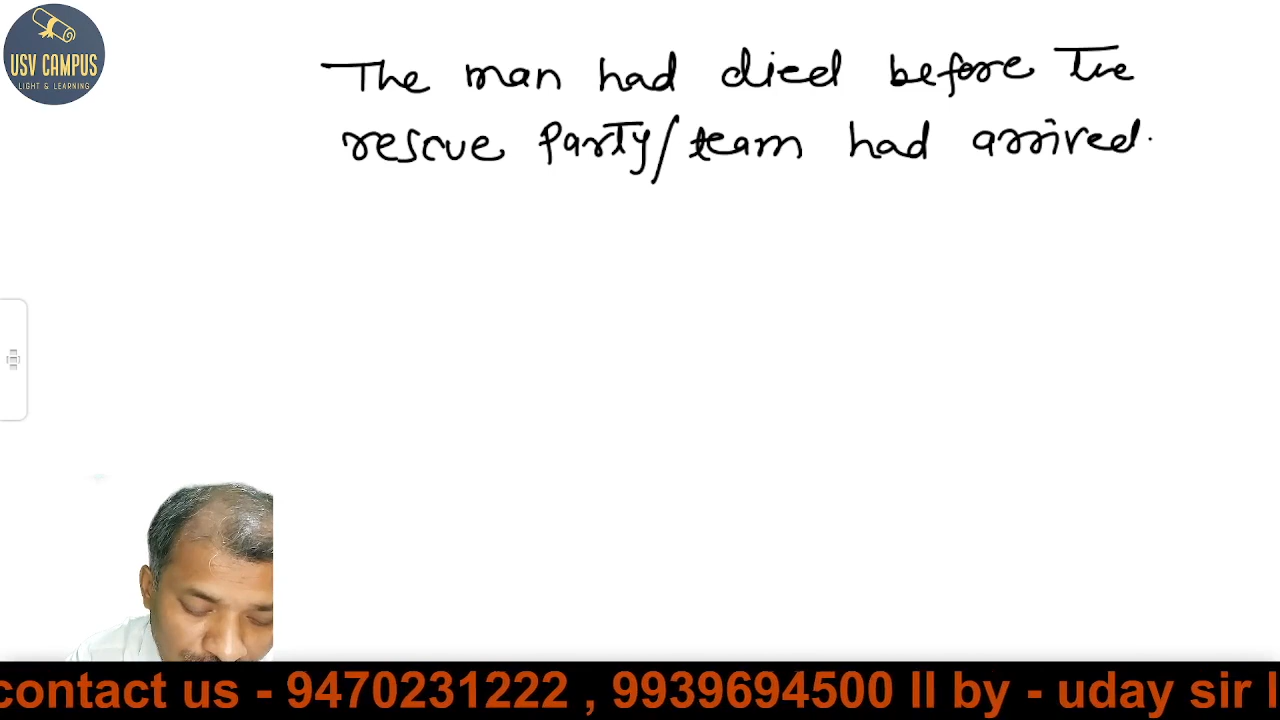 USV CAMPUS
LIGHT & LEARNING
The man had died before the
rescue Party/team had arrived.
contact us - 9470231222 , 9939694500 II by - uday sir